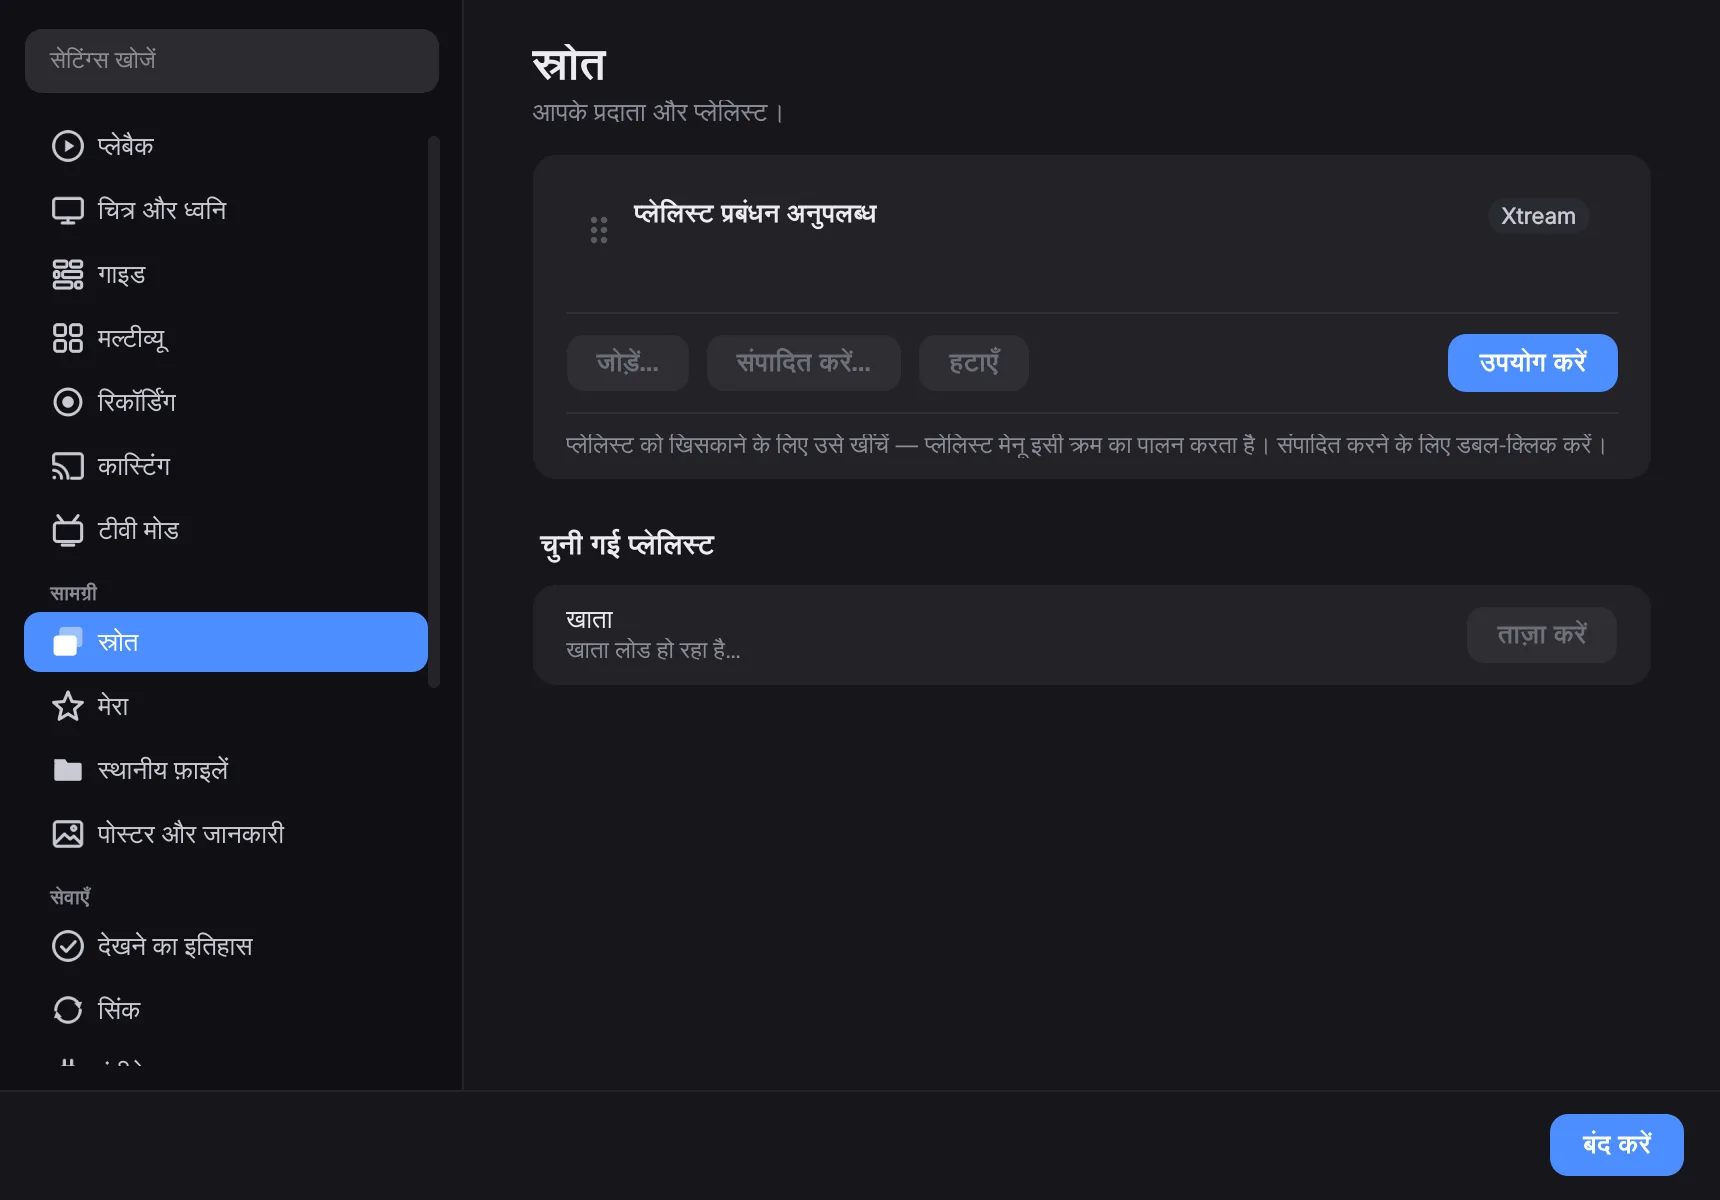 सेटिंग्स खोजें
प्लेबैक
चित्र और ध्वनि
गाइड
मल्टीव्यू
रिकॉर्डिंग
कास्टिंग
टीवी मोड
सामग्री
स्रोत
मेरा
स्थानीय फ़ाइलें
पोस्टर और जानकारी
सेवाएँ
देखने का इतिहास
सिंक
स्रोत
आपके प्रदाता और प्लेलिस्ट।
प्लेलिस्ट प्रबंधन अनुपलब्ध
Xtream
जोड़ें...
संपादित करें...
हटाएँ
उपयोग करें
प्लेलिस्ट को खिसकाने के लिए उसे खींचें — प्लेलिस्ट मेनू इसी क्रम का पालन करता है। संपादित करने के लिए डबल-क्लिक करें।
चुनी गई प्लेलिस्ट
खाता
खाता लोड हो रहा है...
ताज़ा करें
बंद करें